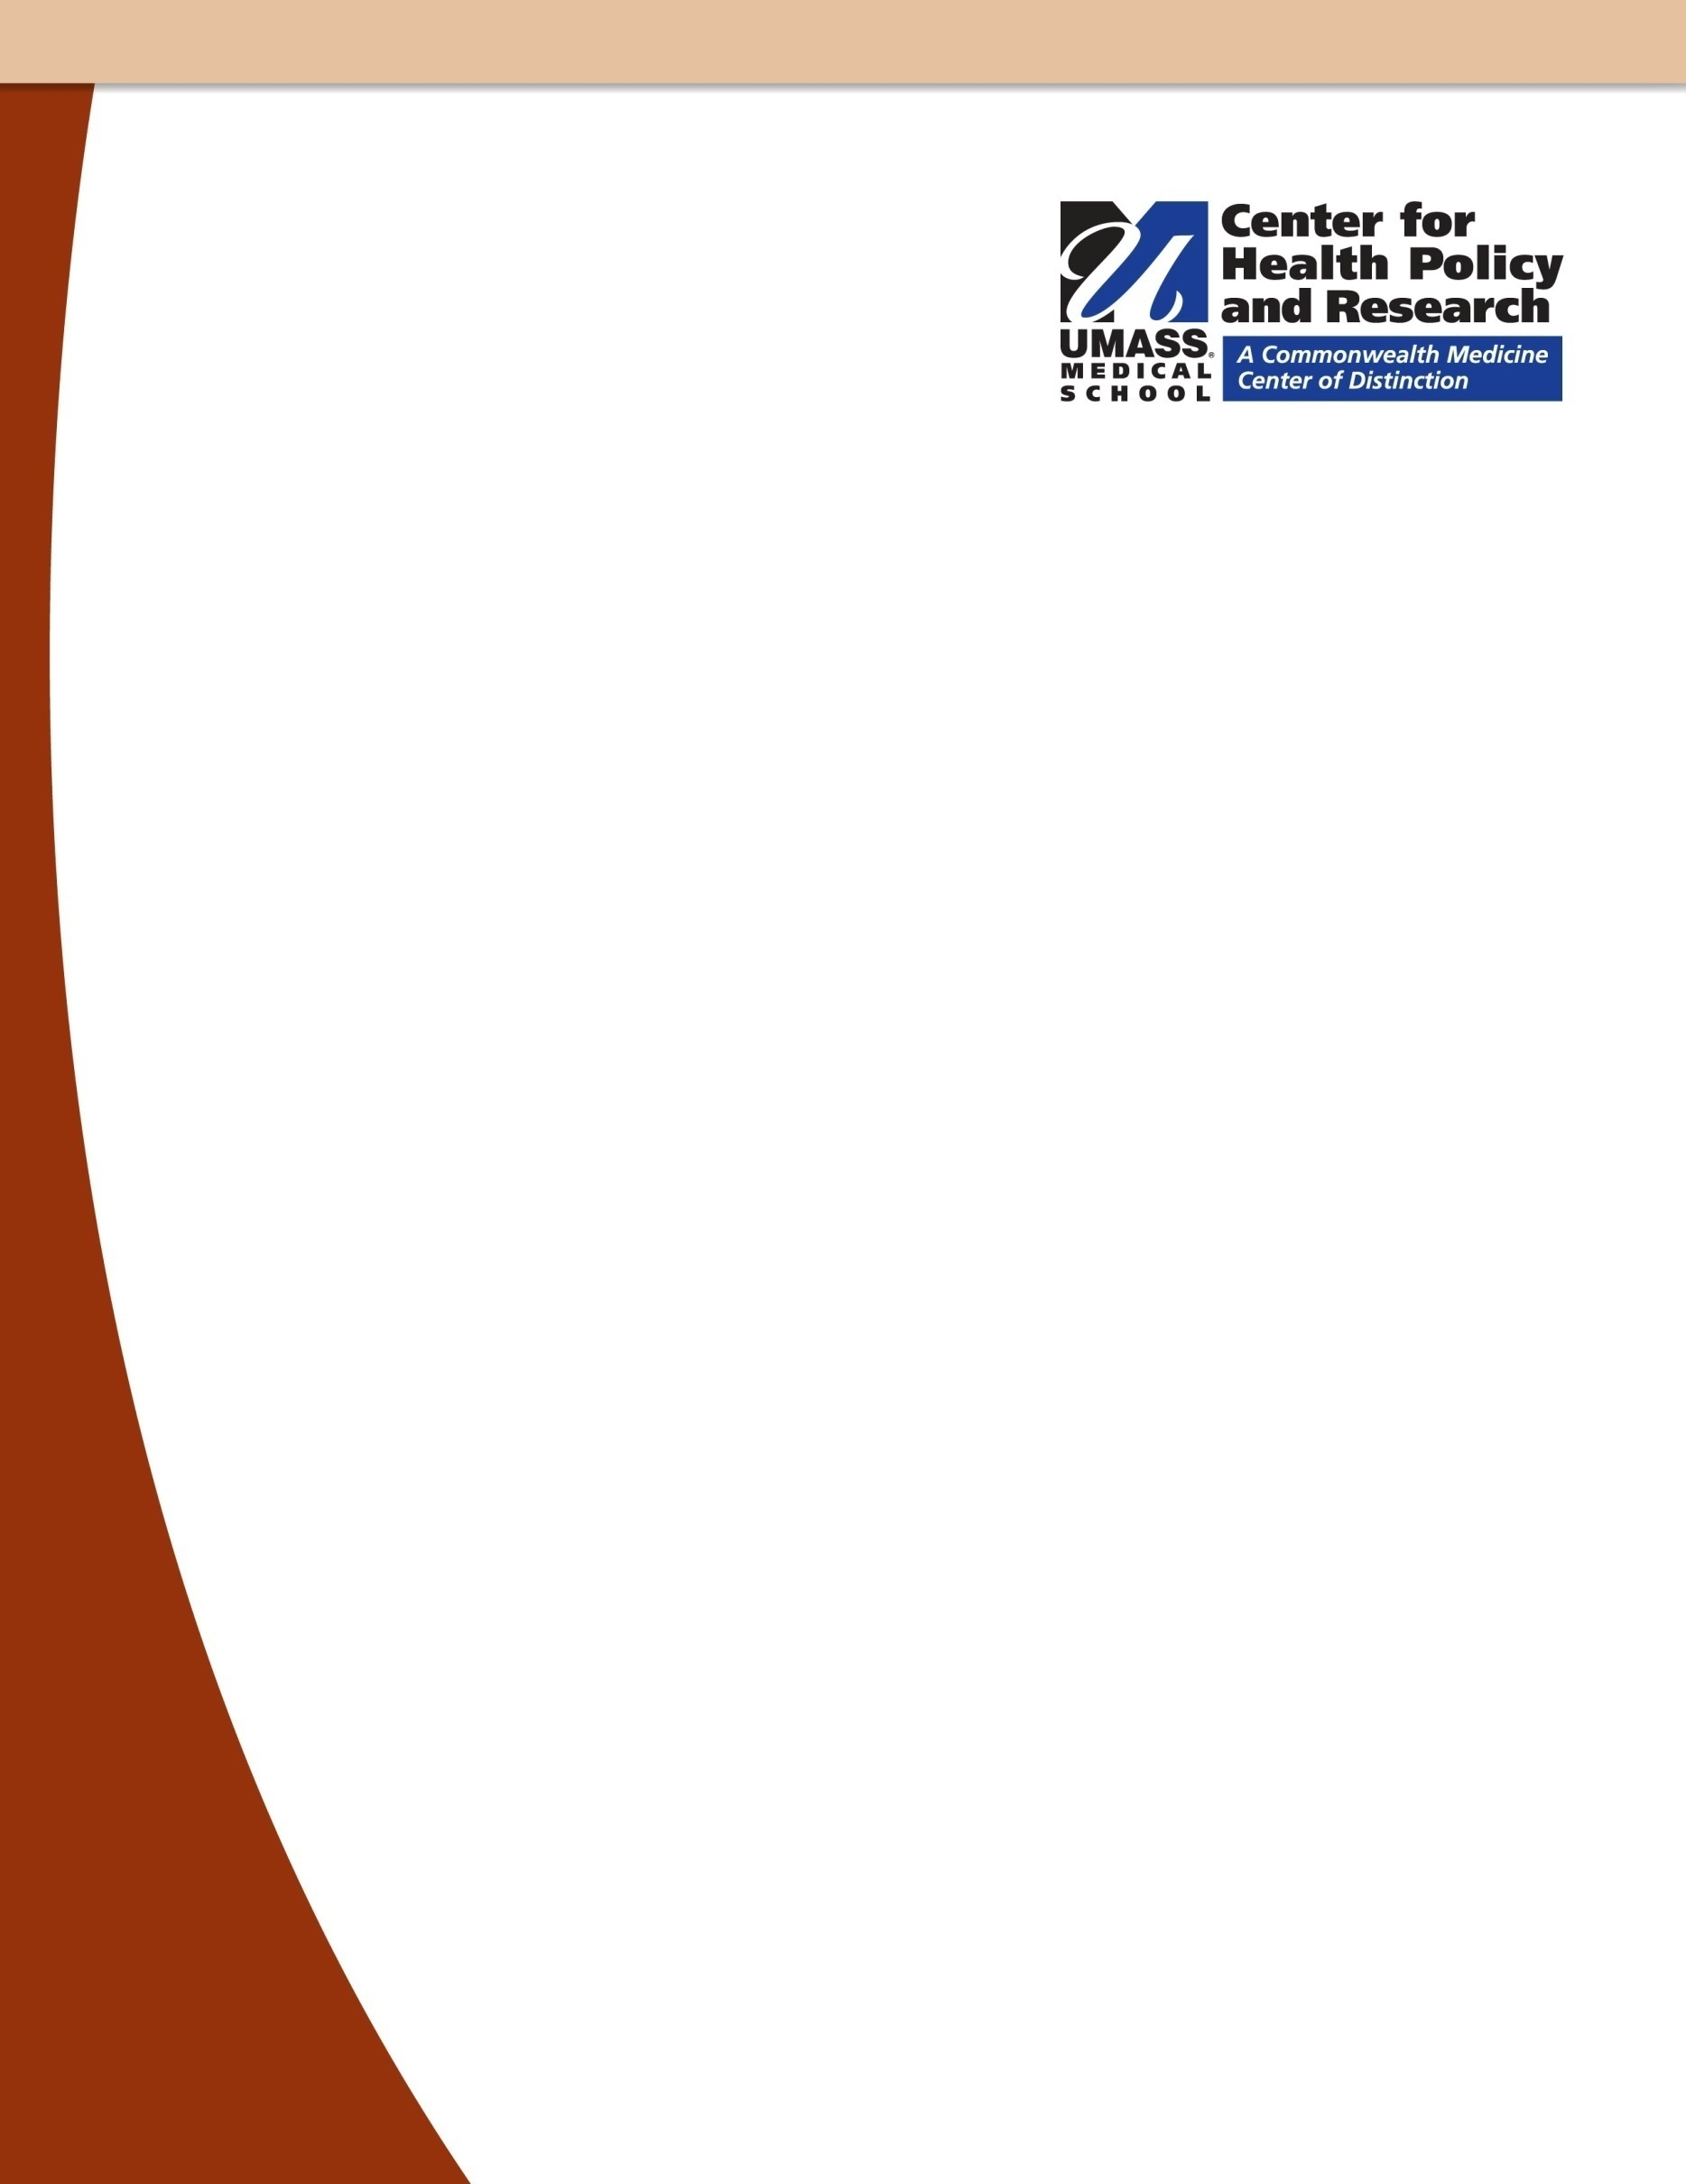 Center for
Health Policy
and Research
UMASS®
MEDICAL
SCHOOL
A Commonwealth Medicine
Center of Distinction